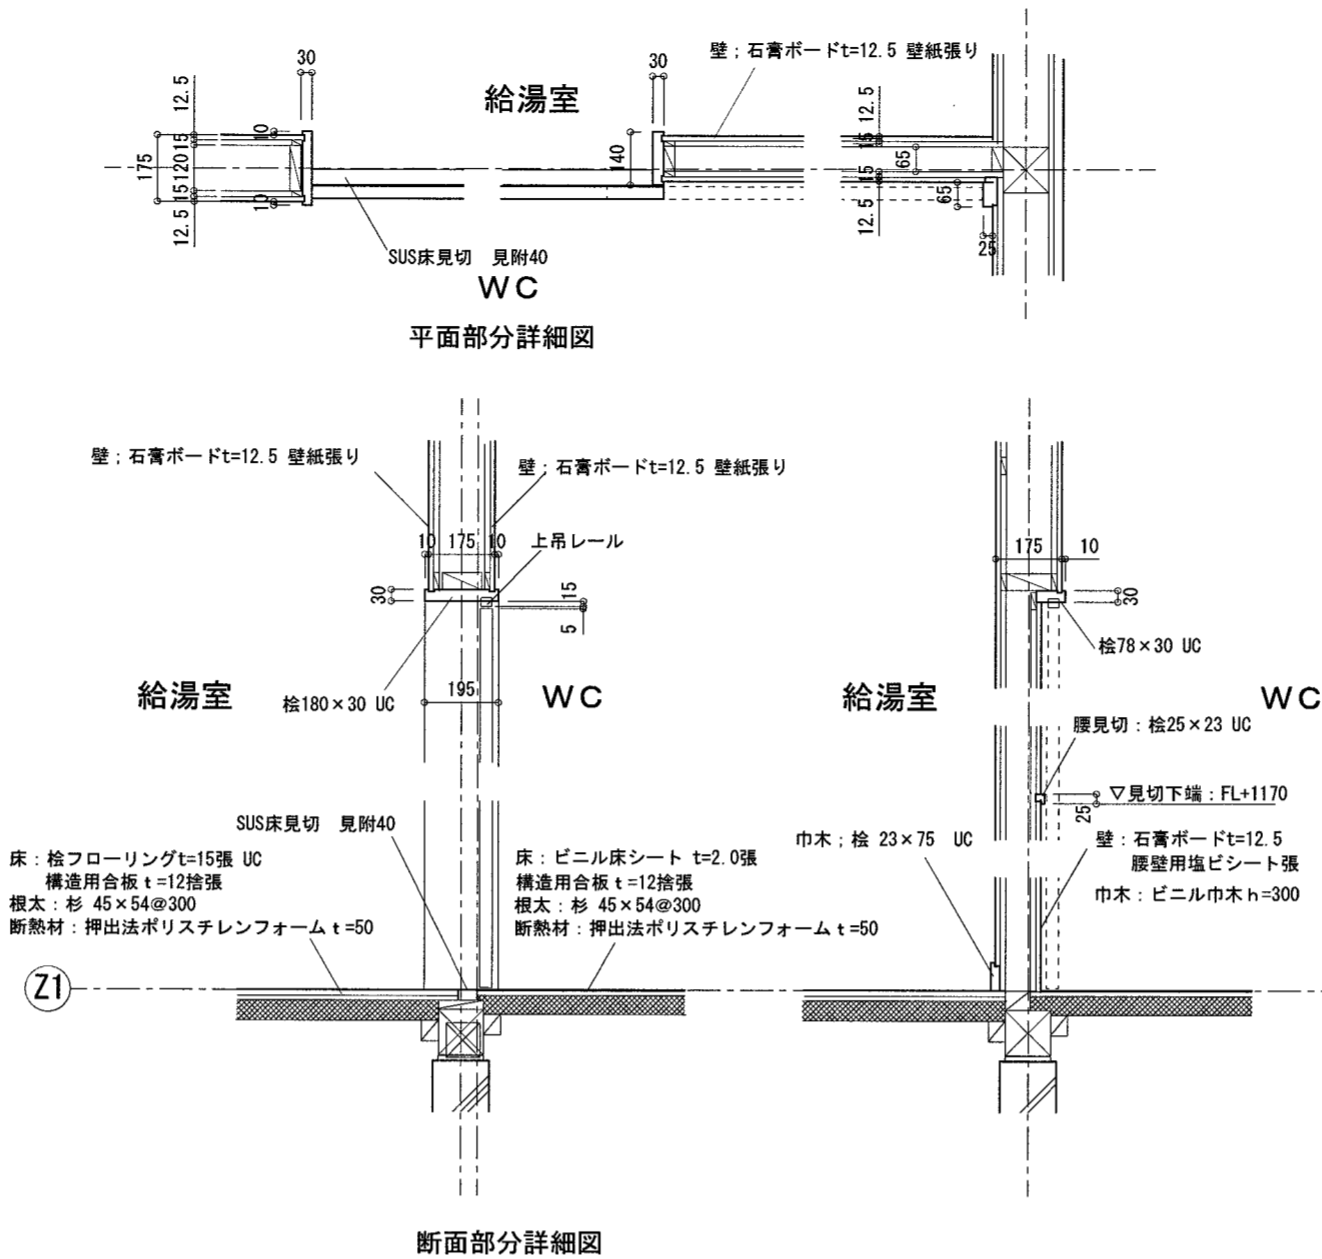 30
30
壁；石膏ボードt=12.5 壁紙張り
給湯室
12.5
15
120
15
12.5
175
10
10
140
12.5
15
15
12.5
65
65
25
SUS床見切　見附40
WC
平面部分詳細図
壁；石膏ボードt=12.5 壁紙張り
壁：石膏ボードt=12.5 壁紙張り
10 175 10
上吊レール
30
15
5
175 10
30
桧78×30 UC
給湯室
桧180×30 UC
195
WC
給湯室
WC
腰見切：桧25×23 UC
▽見切下端：FL+1170
25
SUS床見切　見附40
巾木；桧 23×75 UC
壁：石膏ボードt=12.5
腰壁用塩ビシート張
巾木：ビニル巾木h=300
床：桧フローリングt=15張 UC
構造用合板ｔ=12捨張
根太：杉 45×54@300
断熱材：押出法ポリスチレンフォームｔ=50
床：ビニル床シート t=2.0張
構造用合板ｔ=12捨張
根太：杉 45×54@300
断熱材：押出法ポリスチレンフォームｔ=50
Z1
断面部分詳細図